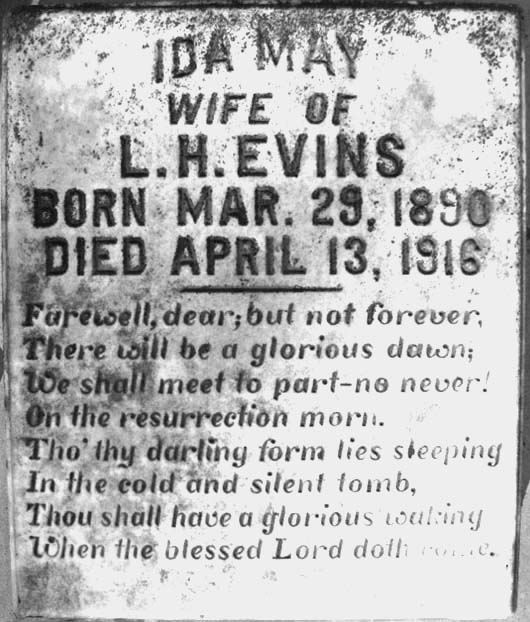 IDA MAY
WIFE OF
L.H. EVINS
BORN MAR. 29, 1890
DIED APRIL 13, 1916
Farewell, dear; but not forever,
There will be a glorious dawn;
We shall meet to part-no never!
On the resurrection morn.
Tho' thy darling form lies sleeping
In the cold and silent tomb,
Thou shall have a glorious waking
When the blessed Lord doth come.